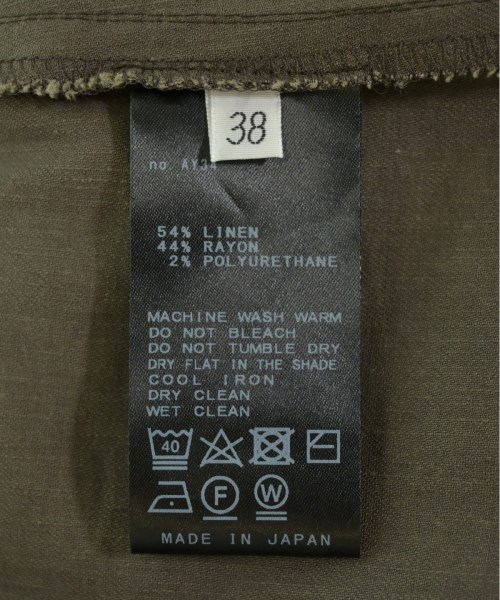 38
no. AY34
54% LINEN
44% RAYON
2% POLYURETHANE
MACHINE WASH WARM
DO NOT BLEACH
DO NOT TUMBLE DRY
DRY FLAT IN THE SHADE
COOL IRON
DRY CLEAN
WET CLEAN
40
F W
MADE IN JAPAN